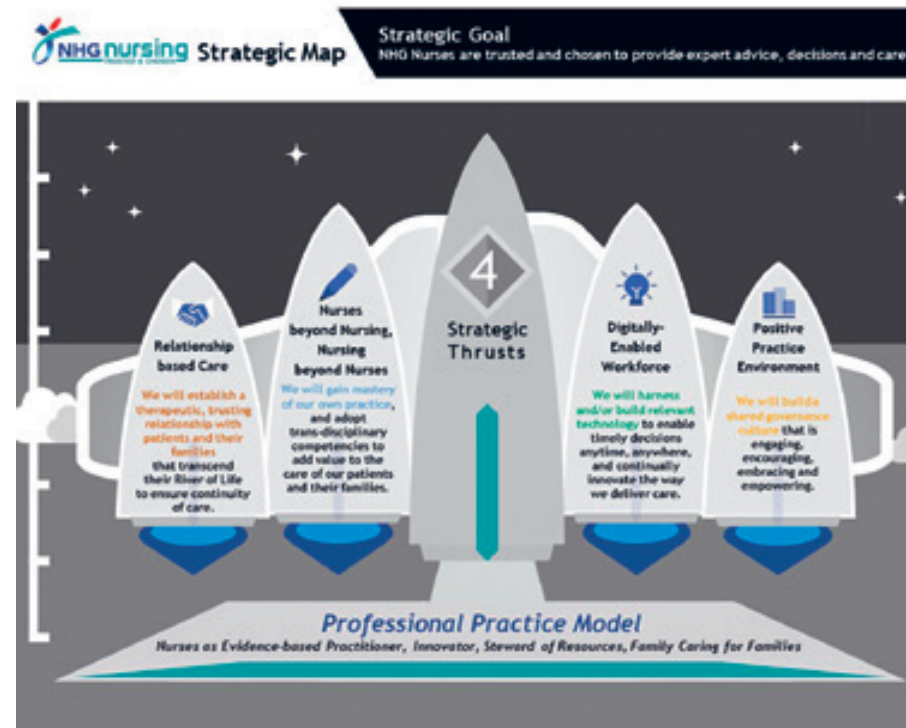 NHG nursing
TRUSTED & CHOSEN
Strategic Map
Strategic Goal
NHG Nurses are trusted and chosen to provide expert advice, decisions and care
4
Strategic
Thrusts
Relationship
based Care
We will establish a
therapeutic, trusting
relationship with
patients and their
families
that transcend
their River of Life
to ensure continuity
of care.
Nurses
beyond Nursing,
Nursing
beyond Nurses
We will gain mastery
of our own practice,
and adopt
trans-disciplinary
competencies to
add value to the
care of our patients
and their families.
Digitally-
Enabled
Workforce
We will harness
and/or build relevant
technology to enable
timely decisions
anytime, anywhere,
and continually
innovate the way
we deliver care.
Positive
Practice
Environment
We will build a
shared governance
culture that is
engaging,
encouraging,
embracing and
empowering.
Professional Practice Model
Nurses as Evidence-based Practitioner, Innovator, Steward of Resources, Family Caring for Families